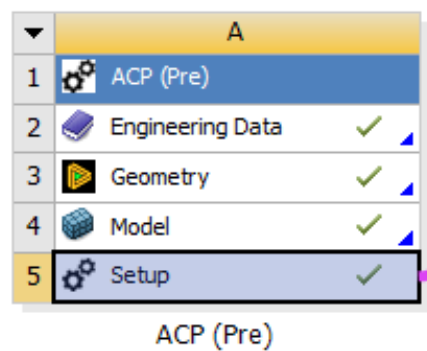 A
1 ACP (Pre)
2 Engineering Data
3 Geometry
4 Model
5 Setup
ACP (Pre)